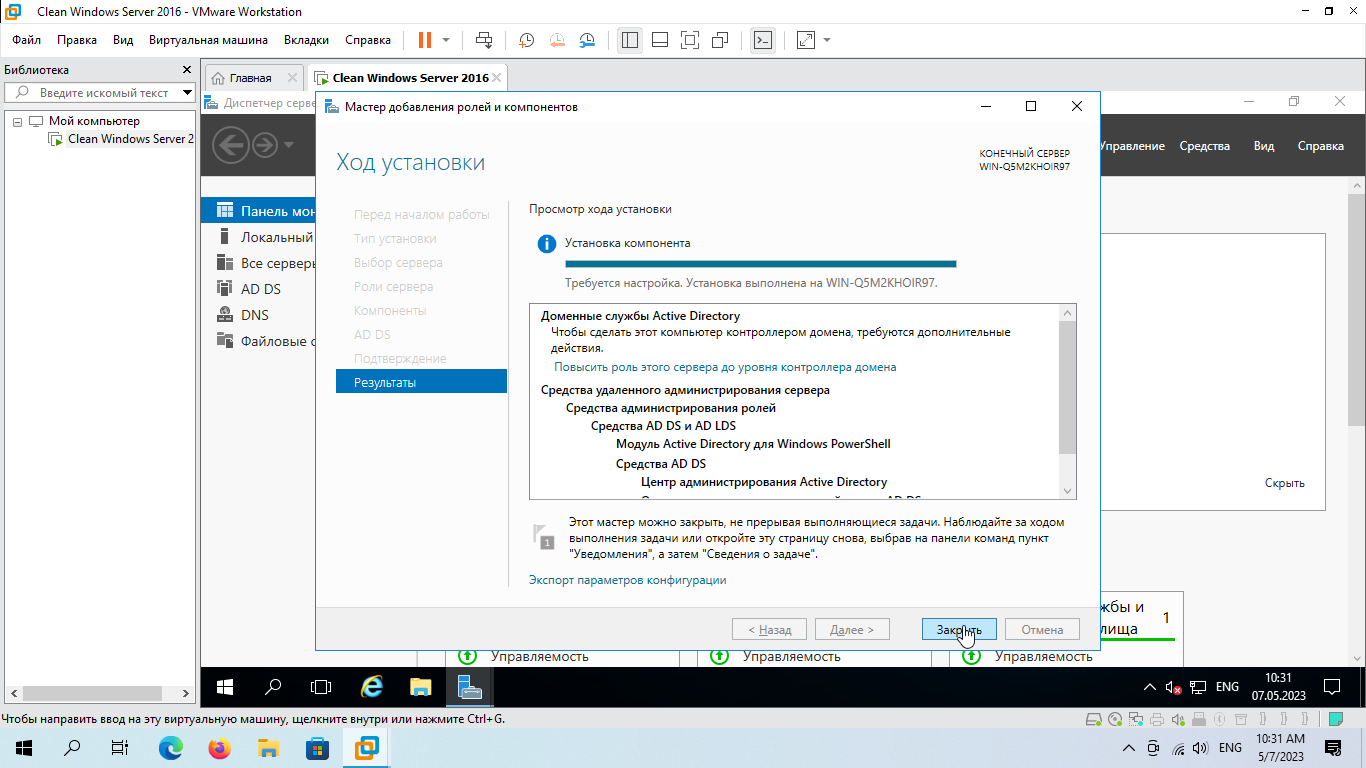 Clean Windows Server 2016 - VMware Workstation
Файл Правка Вид Виртуальная машина Вкладки Справка
Библиотека
Введите искомый текст
Мой компьютер
Clean Windows Server 2
Главная
Clean Windows Server 2016
Диспетчер серве
Управление Средства Вид Справка
Панель мон
Локальный
Все серверы
AD DS
DNS
Файловые с
Мастер добавления ролей и компонентов
Ход установки
КОНЕЧНЫЙ СЕРВЕР
WIN-Q5M2KHOIR97
Перед началом работы
Тип установки
Выбор сервера
Роли сервера
Компоненты
AD DS
Подтверждение
Результаты
Просмотр хода установки
Установка компонента
Требуется настройка. Установка выполнена на WIN-Q5M2KHOIR97.
Доменные службы Active Directory
Чтобы сделать этот компьютер контроллером домена, требуются дополнительные
действия.
Повысить роль этого сервера до уровня контроллера домена
Средства удаленного администрирования сервера
Средства администрирования ролей
Средства AD DS и AD LDS
Модуль Active Directory для Windows PowerShell
Средства AD DS
Центр администрирования Active Directory
1
Этот мастер можно закрыть, не прерывая выполняющиеся задачи. Наблюдайте за ходом
выполнения задачи или откройте эту страницу снова, выбрав на панели команд пункт
"Уведомления", а затем "Сведения о задаче".
Экспорт параметров конфигурации
< Назад Далее > Закрыть Отмена
Скрыть
жбы и
лища
1
Управляемость Управляемость Управляемость
ENG
10:31
07.05.2023
Чтобы направить ввод на эту виртуальную машину, щелкните внутри или нажмите Ctrl+G.
ENG
10:31 AM
5/7/2023